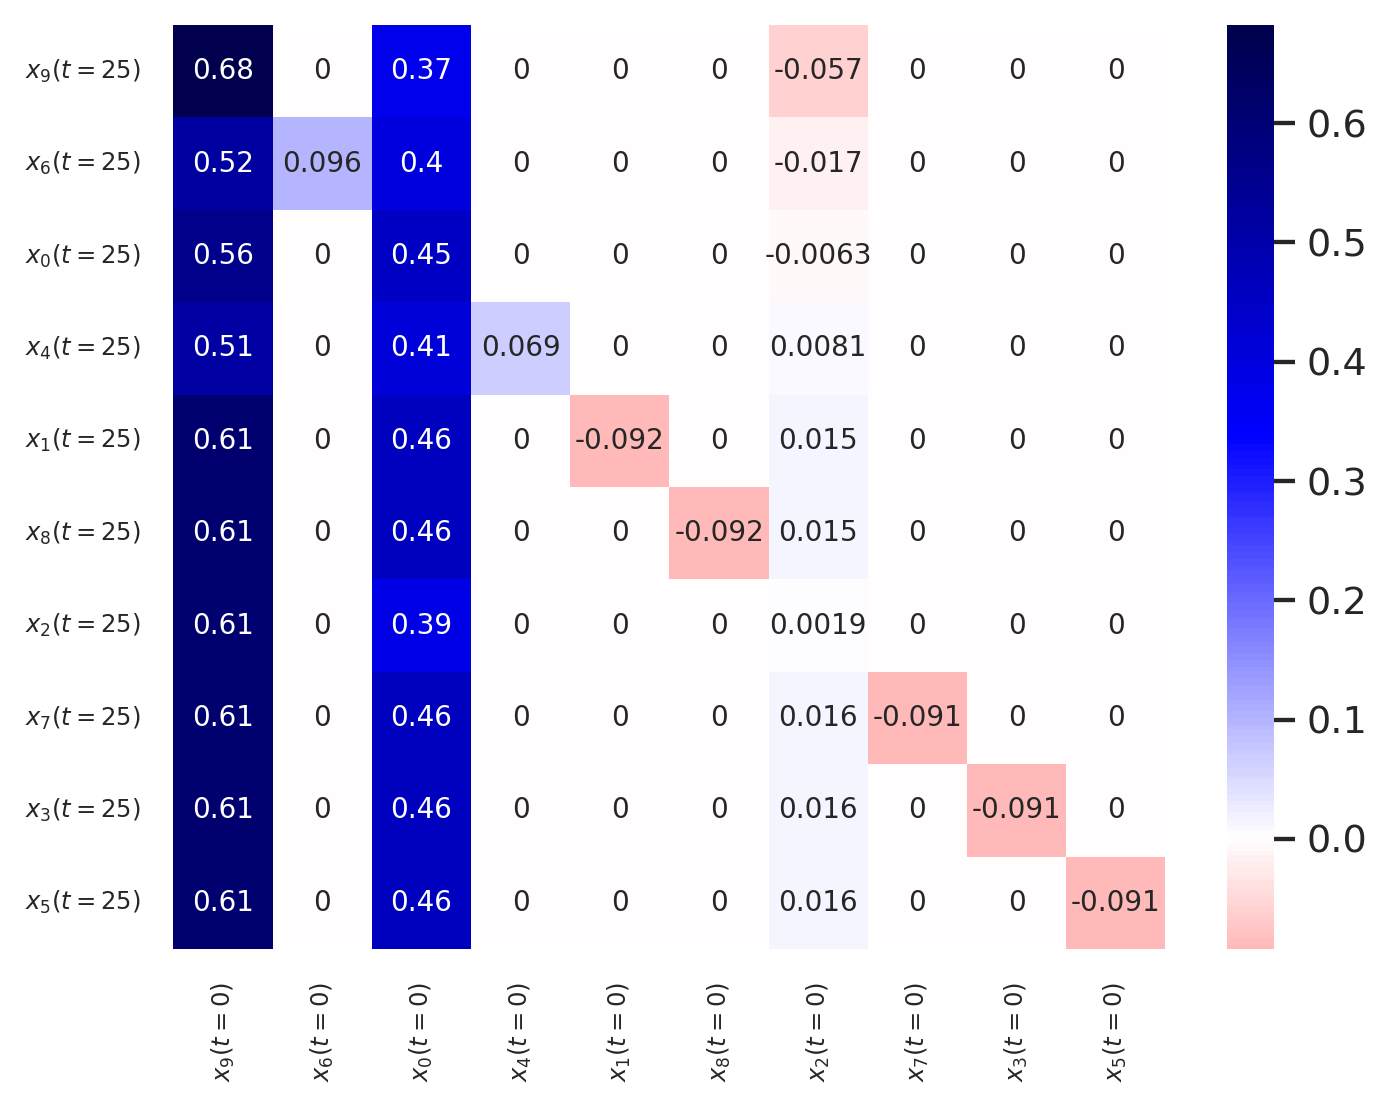 x₉(t = 25) 0.68 0 0.37 0 0 0 -0.057 0 0 0
x₆(t = 25) 0.52 0.096 0.4 0 0 0 -0.017 0 0 0
x₀(t = 25) 0.56 0 0.45 0 0 0 -0.0063 0 0 0
x₄(t = 25) 0.51 0 0.41 0.069 0 0 0.0081 0 0 0
x₁(t = 25) 0.61 0 0.46 0 -0.092 0 0.015 0 0 0
x₈(t = 25) 0.61 0 0.46 0 0 -0.092 0.015 0 0 0
x₂(t = 25) 0.61 0 0.39 0 0 0 0.0019 0 0 0
x₇(t = 25) 0.61 0 0.46 0 0 0 0.016 -0.091 0 0
x₃(t = 25) 0.61 0 0.46 0 0 0 0.016 0 -0.091 0
x₅(t = 25) 0.61 0 0.46 0 0 0 0.016 0 0 -0.091
x₉(t = 0)
x₆(t = 0)
x₀(t = 0)
x₄(t = 0)
x₁(t = 0)
x₈(t = 0)
x₂(t = 0)
x₇(t = 0)
x₃(t = 0)
x₅(t = 0)
0.6
0.5
0.4
0.3
0.2
0.1
0.0